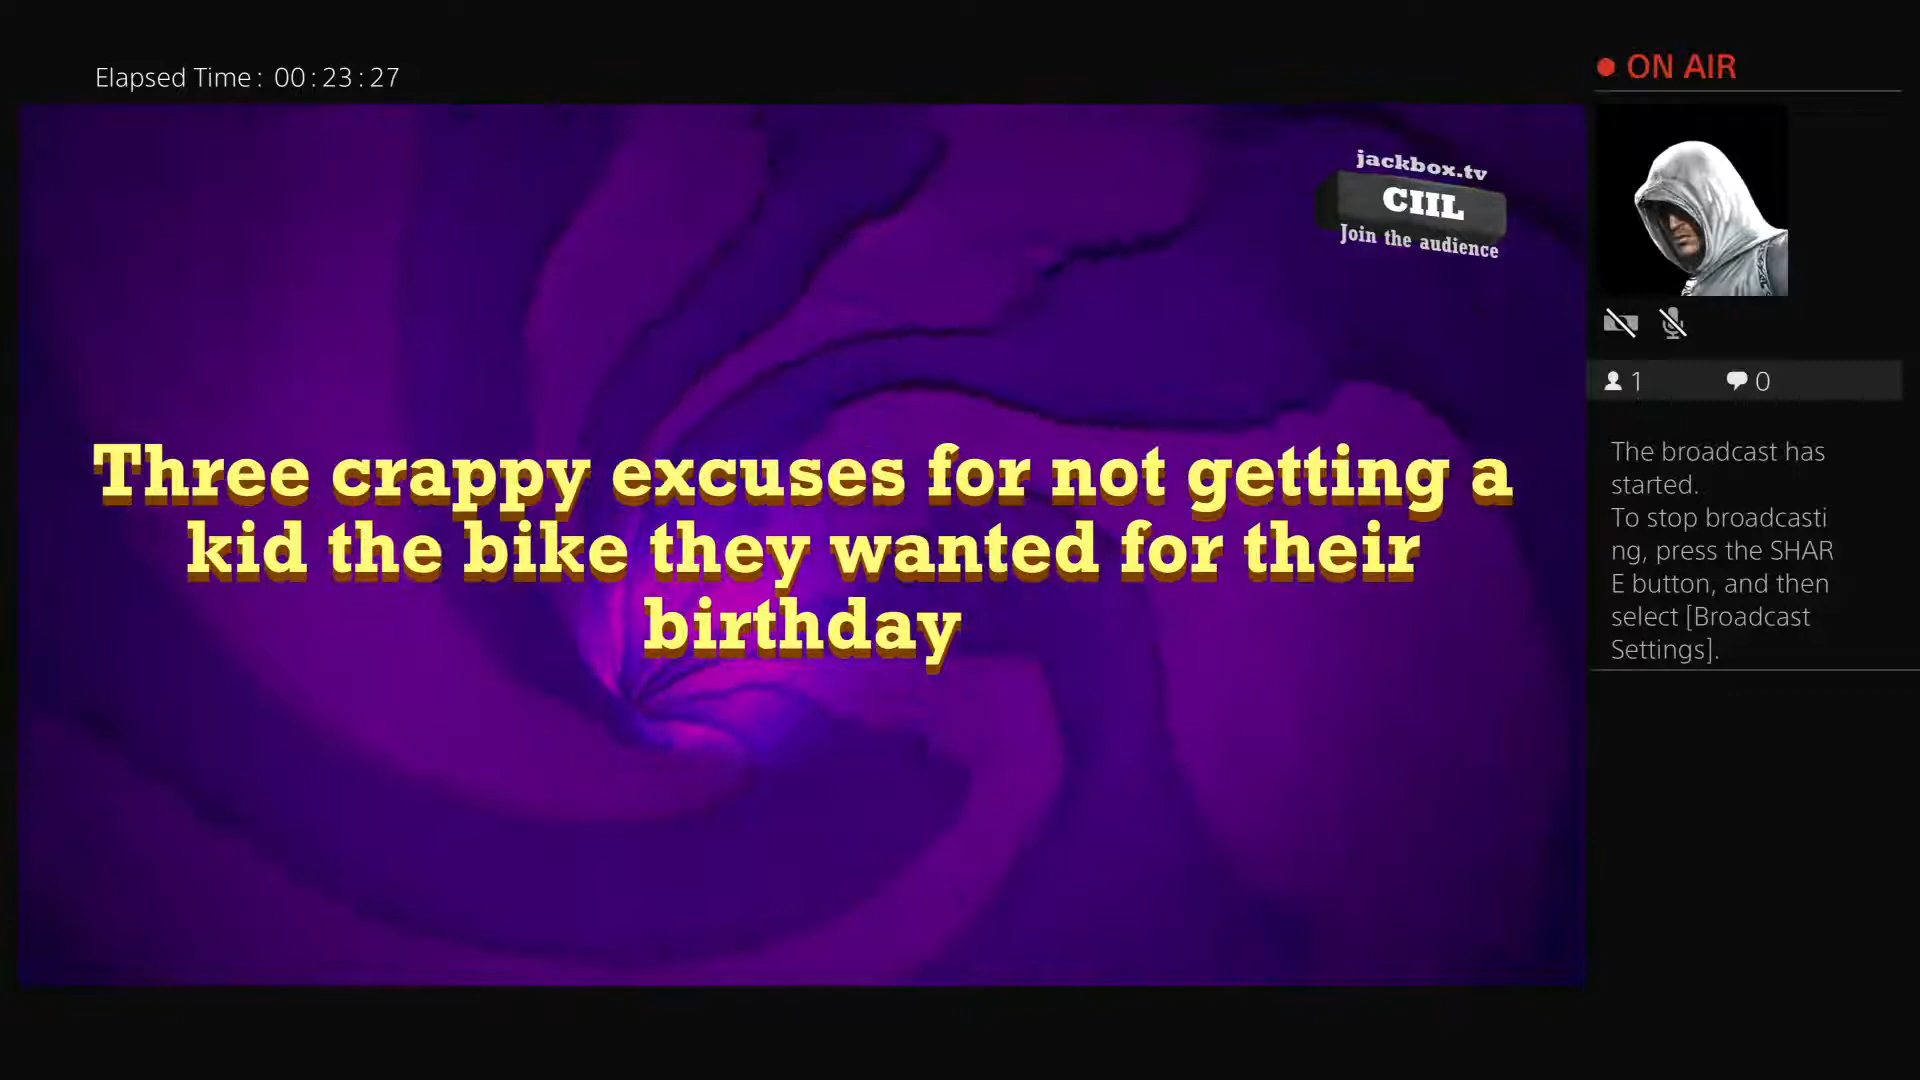 Elapsed Time: 00:23:27
ON AIR
jackbox.tv
CIIL
Join the audience
1
0
Three crappy excuses for not getting a
kid the bike they wanted for their
birthday
The broadcast has
started.
To stop broadcasti
ng, press the SHAR
E button, and then
select [Broadcast
Settings].